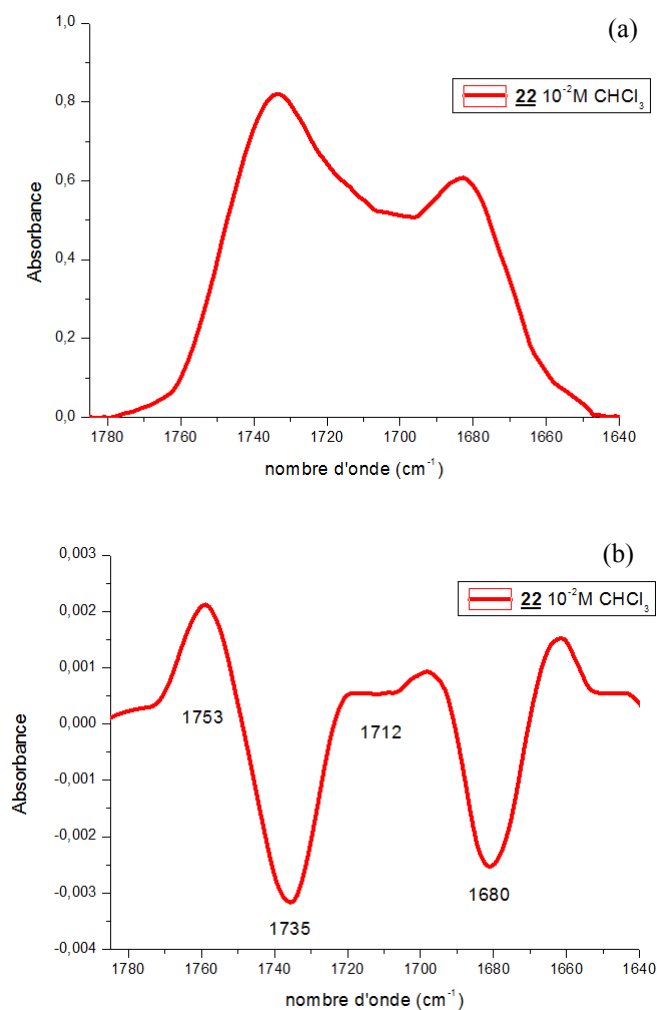 (a)
22 10⁻²M CHCl₃
1,0
0,8
0,6
0,4
0,2
0,0
Absorbance
1780 1760 1740 1720 1700 1680 1660 1640
nombre d'onde (cm⁻¹)
(b)
22 10⁻²M CHCl₃
0,003
0,002
0,001
0,000
-0,001
-0,002
-0,003
-0,004
Absorbance
1753
1712
1735
1680
1780 1760 1740 1720 1700 1680 1660 1640
nombre d'onde (cm⁻¹)